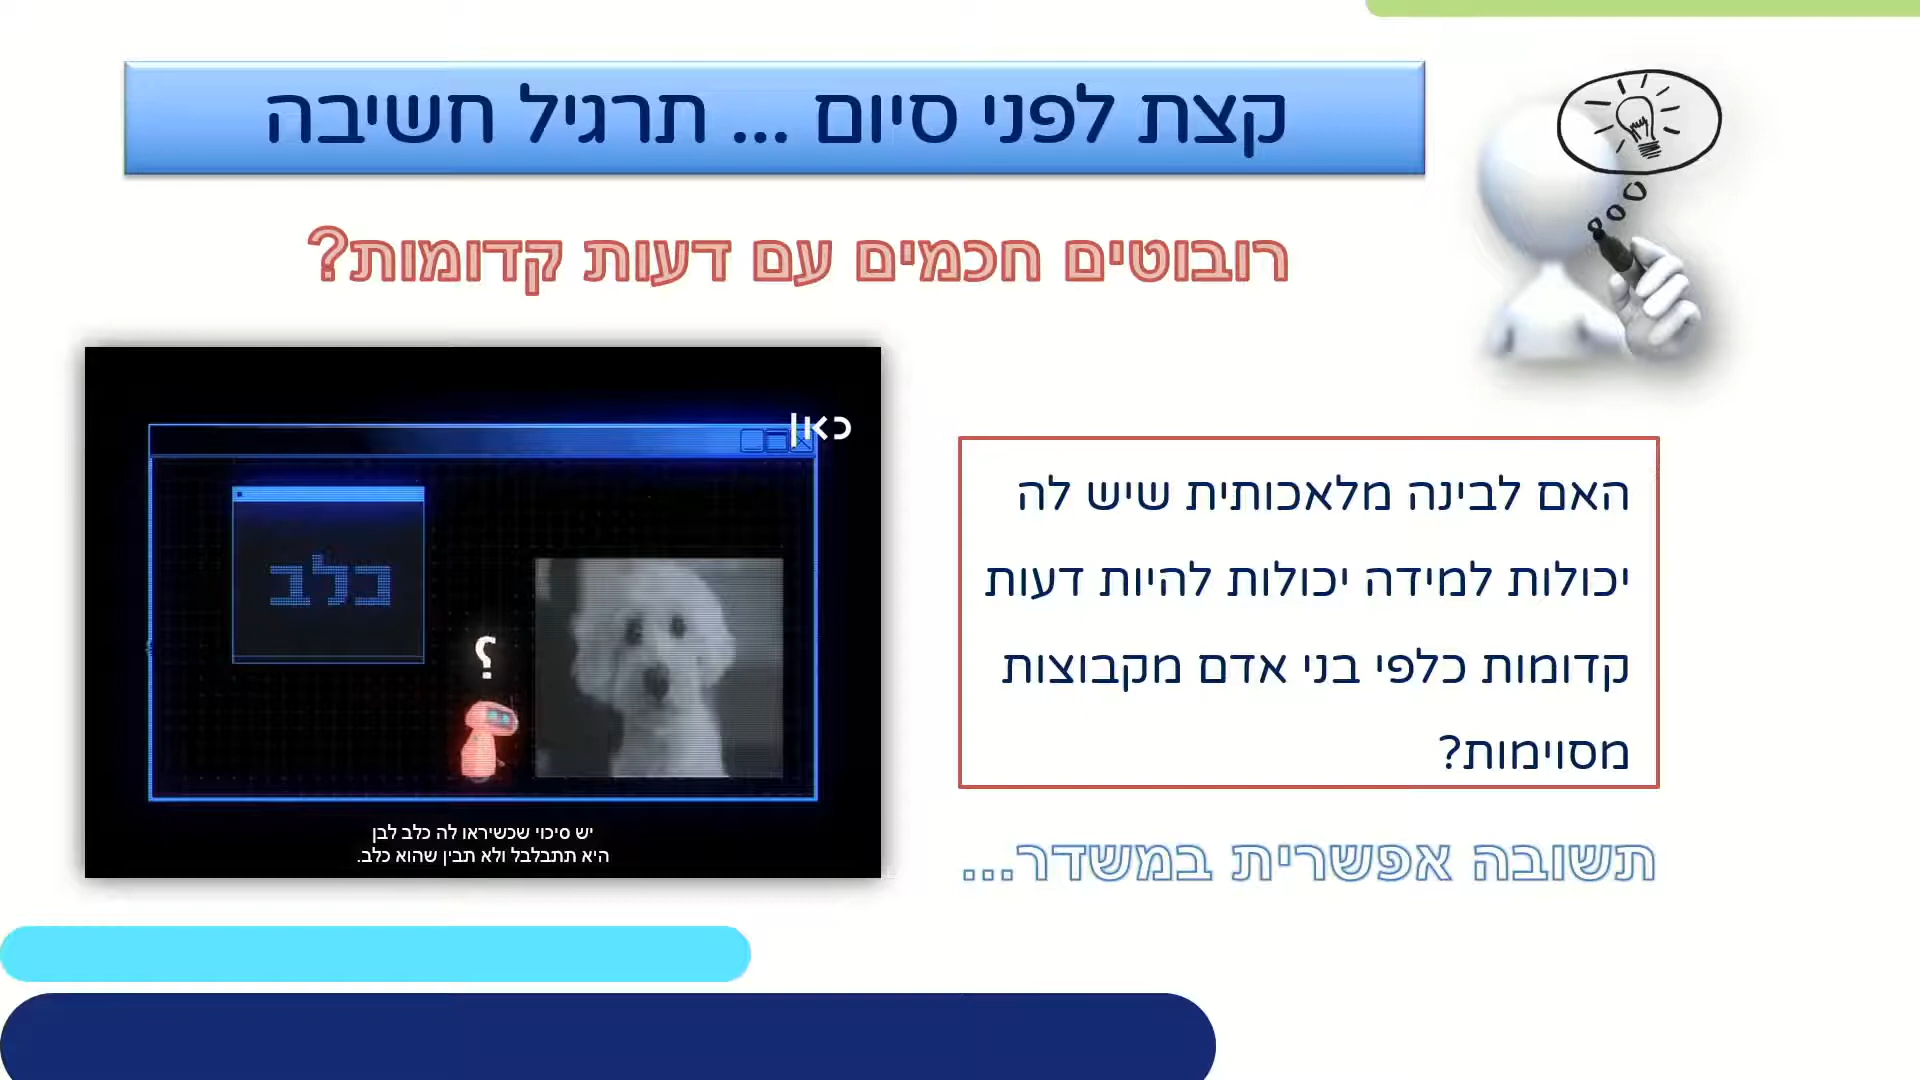 קצת לפני סיום ... תרגיל חשיבה
רובוטים חכמים עם דעות קדומות?
האם לבינה מלאכותית שיש לה
יכולות למידה יכולות להיות דעות
קדומות כלפי בני אדם מקבוצות
מסוימות?
תשובה אפשרית במשדר...
כאן
כלב
?
יש סיכוי שכשיראו לה כלב לבן
היא תתבלבל ולא תבין שהוא כלב.